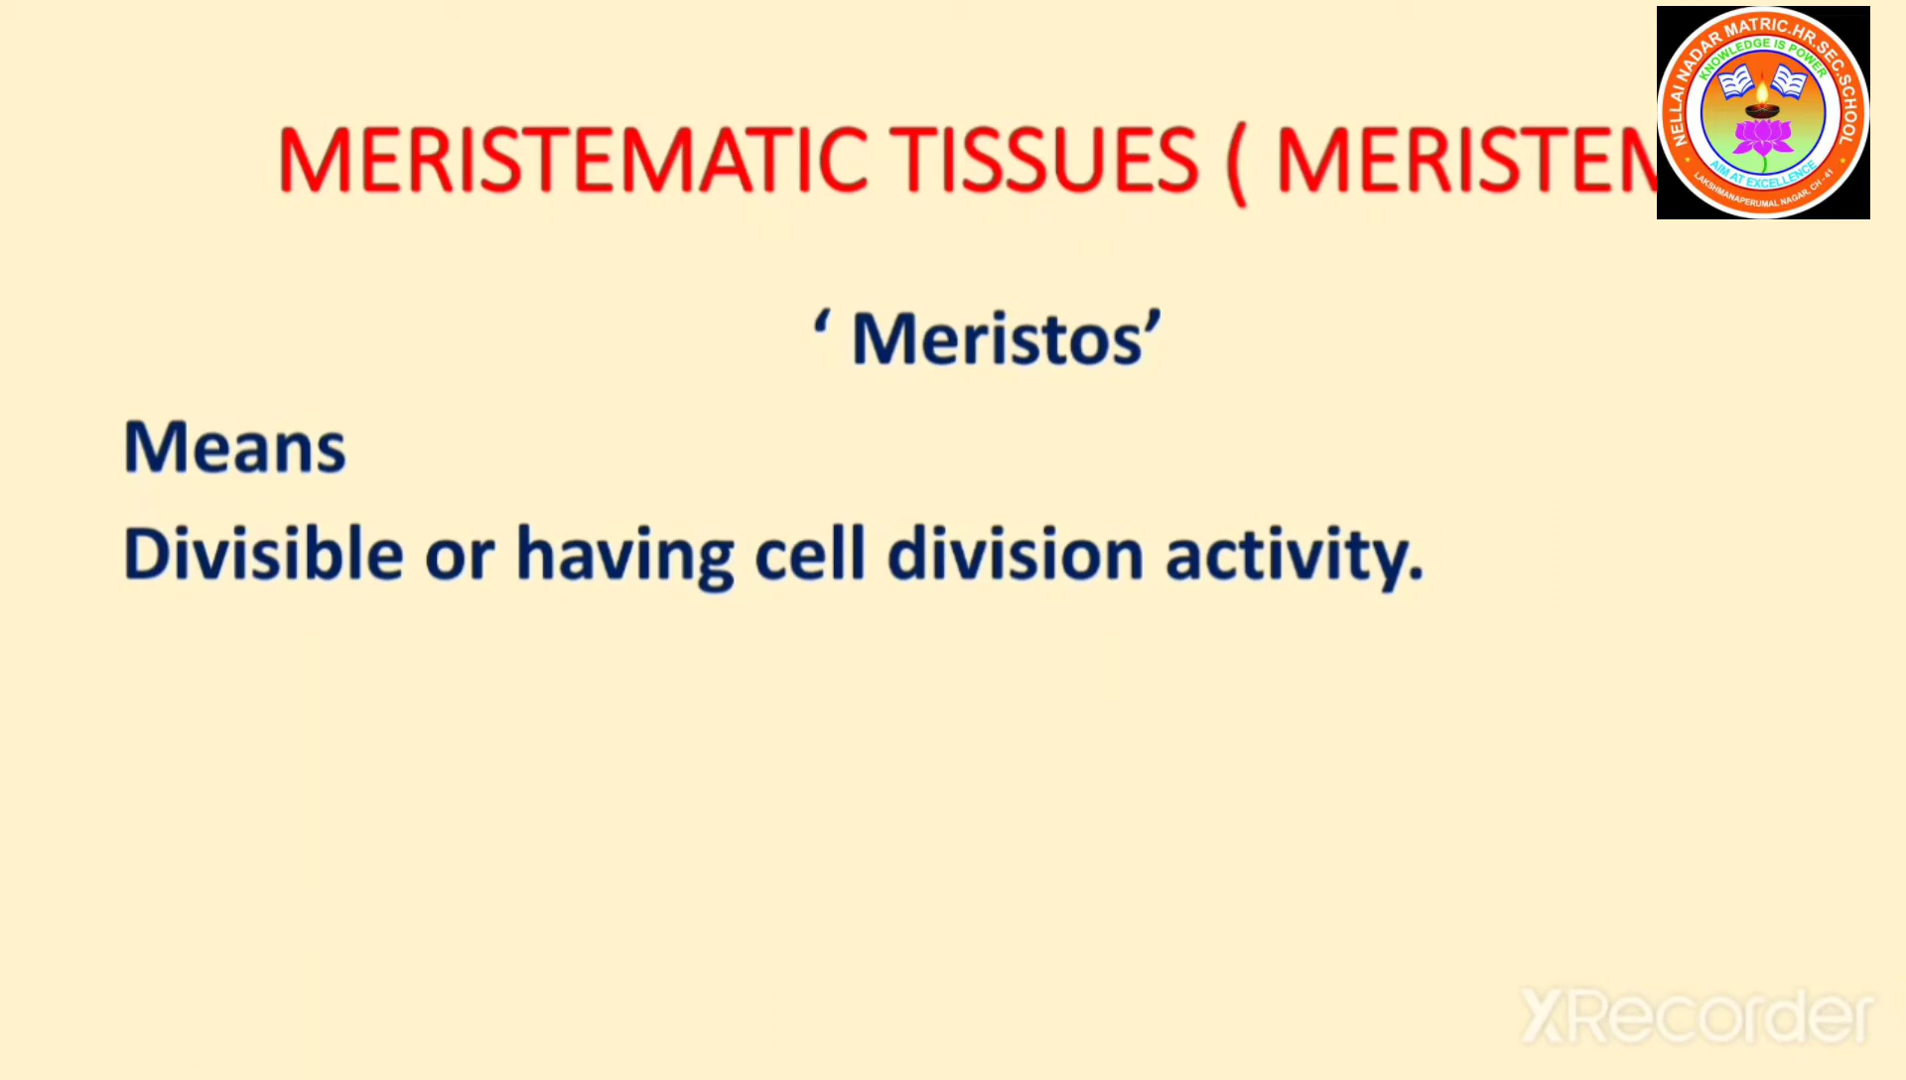 MERISTEMATIC TISSUES ( MERISTEM
‘ Meristos’
Means
Divisible or having cell division activity.
NELLAI NADAR MATRIC.HR.SEC.SCHOOL
KNOWLEDGE IS POWER
AIM AT EXCELLENCE
LAKSHMANAPERUMAL NAGAR, CH - 41
XRecorder